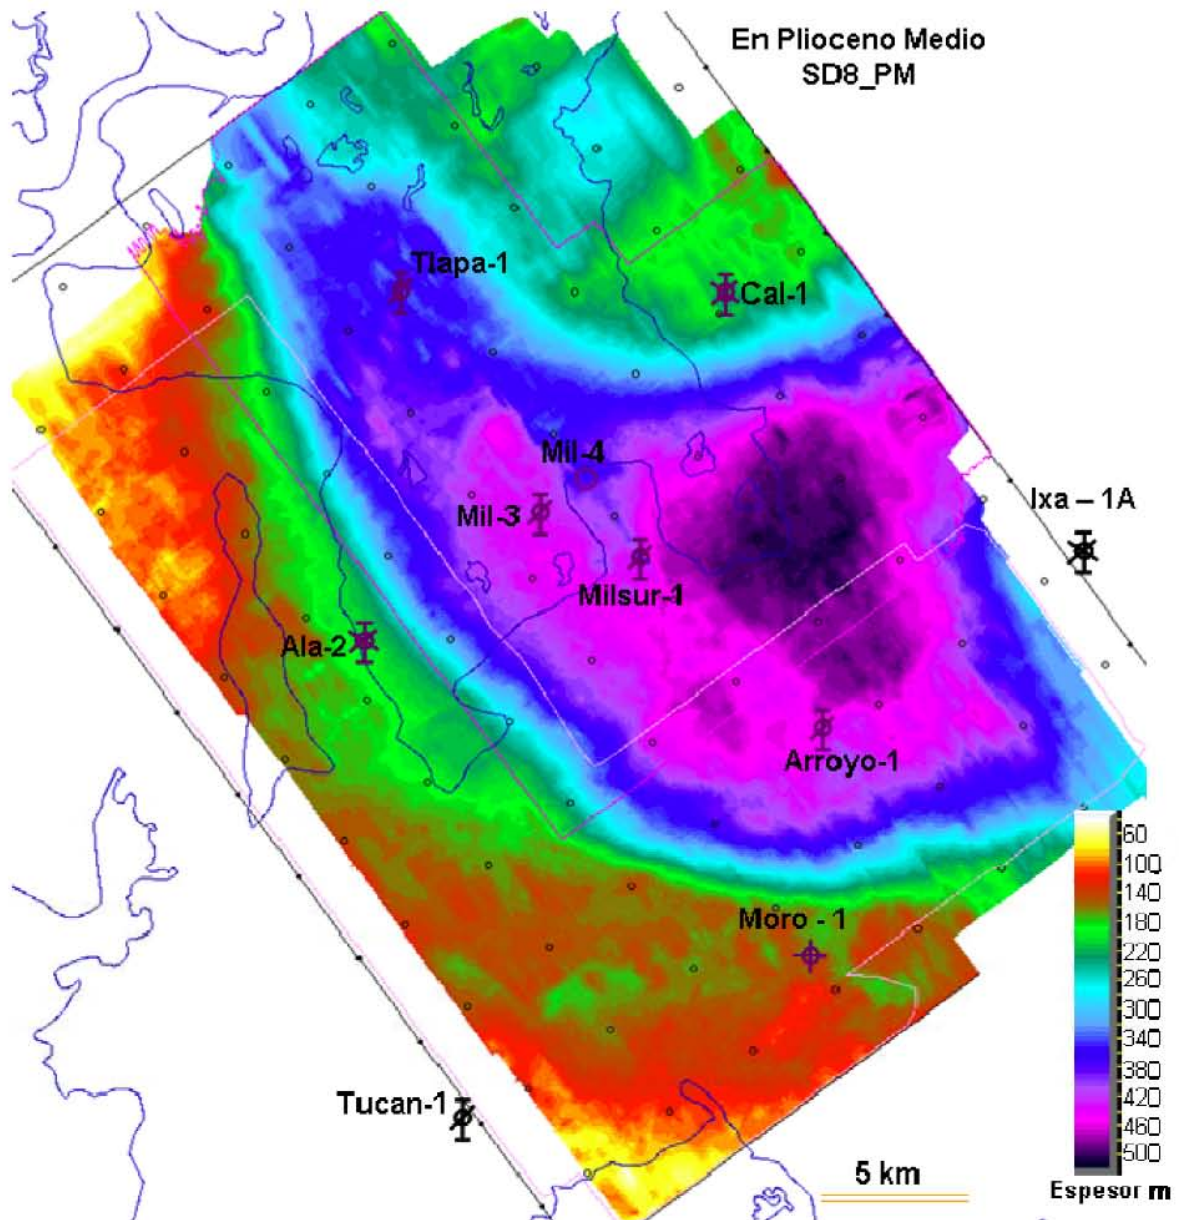 En Plioceno Medio
SD8_PM
Tlapa-1
Cal-1
Mil-4
Ixa – 1A
Mil-3
Milsur-1
Ala-2
Arroyo-1
Moro - 1
Tucan-1
60
100
140
180
220
260
300
340
380
420
460
500
5 km
Espesor m